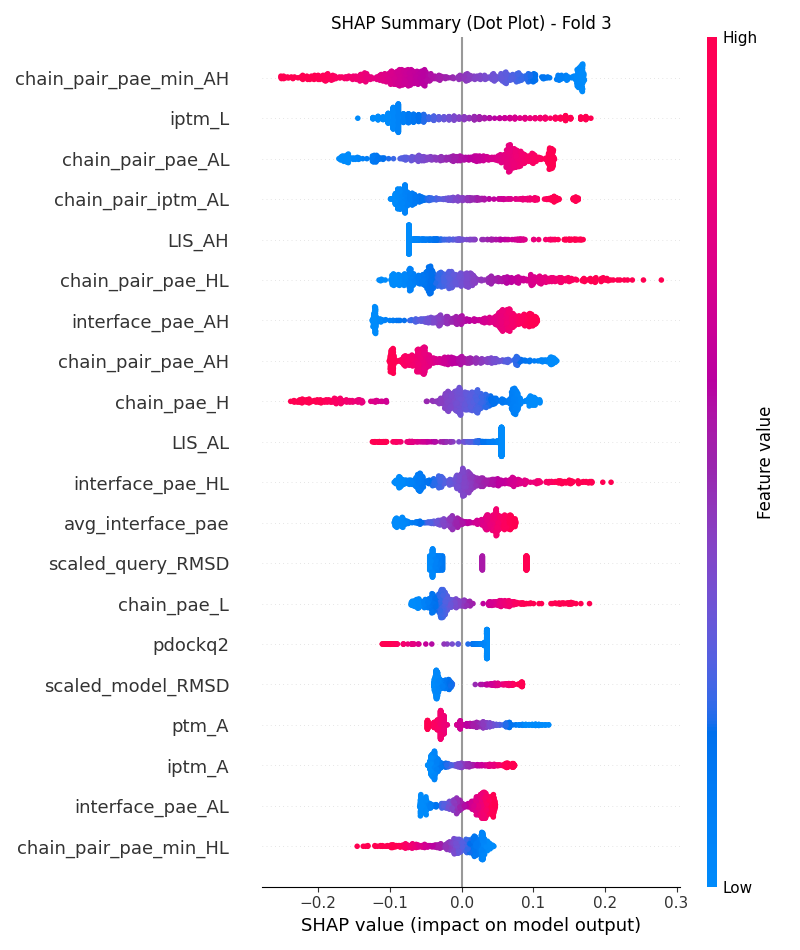 SHAP Summary (Dot Plot) - Fold 3
High
chain_pair_pae_min_AH
iptm_L
chain_pair_pae_AL
chain_pair_iptm_AL
LIS_AH
chain_pair_pae_HL
interface_pae_AH
chain_pair_pae_AH
chain_pae_H
LIS_AL
interface_pae_HL
avg_interface_pae
scaled_query_RMSD
chain_pae_L
pdockq2
scaled_model_RMSD
ptm_A
iptm_A
interface_pae_AL
chain_pair_pae_min_HL
Feature value
Low
−0.2 −0.1 0.0 0.1 0.2 0.3
SHAP value (impact on model output)